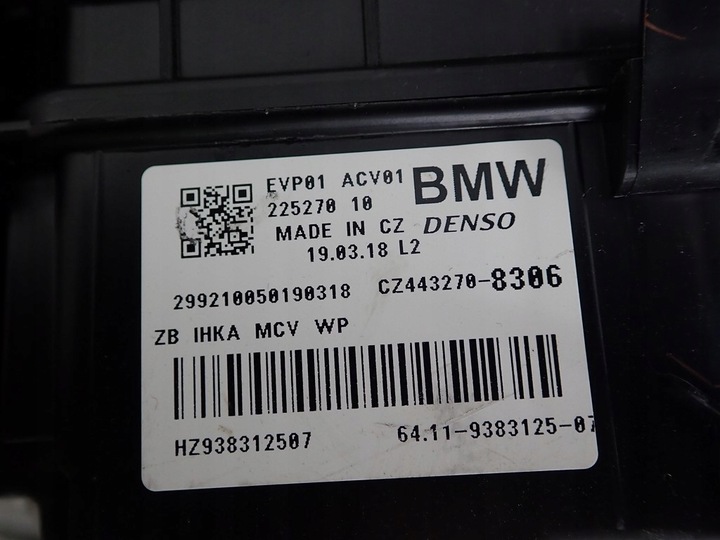 EVP01 ACV01 BMW
225270 10
MADE IN CZ DENSO
19.03.18 L2
299210050190318 CZ443270-8306
ZB IHKA MCV WP
HZ938312507 64.11-9383125-07